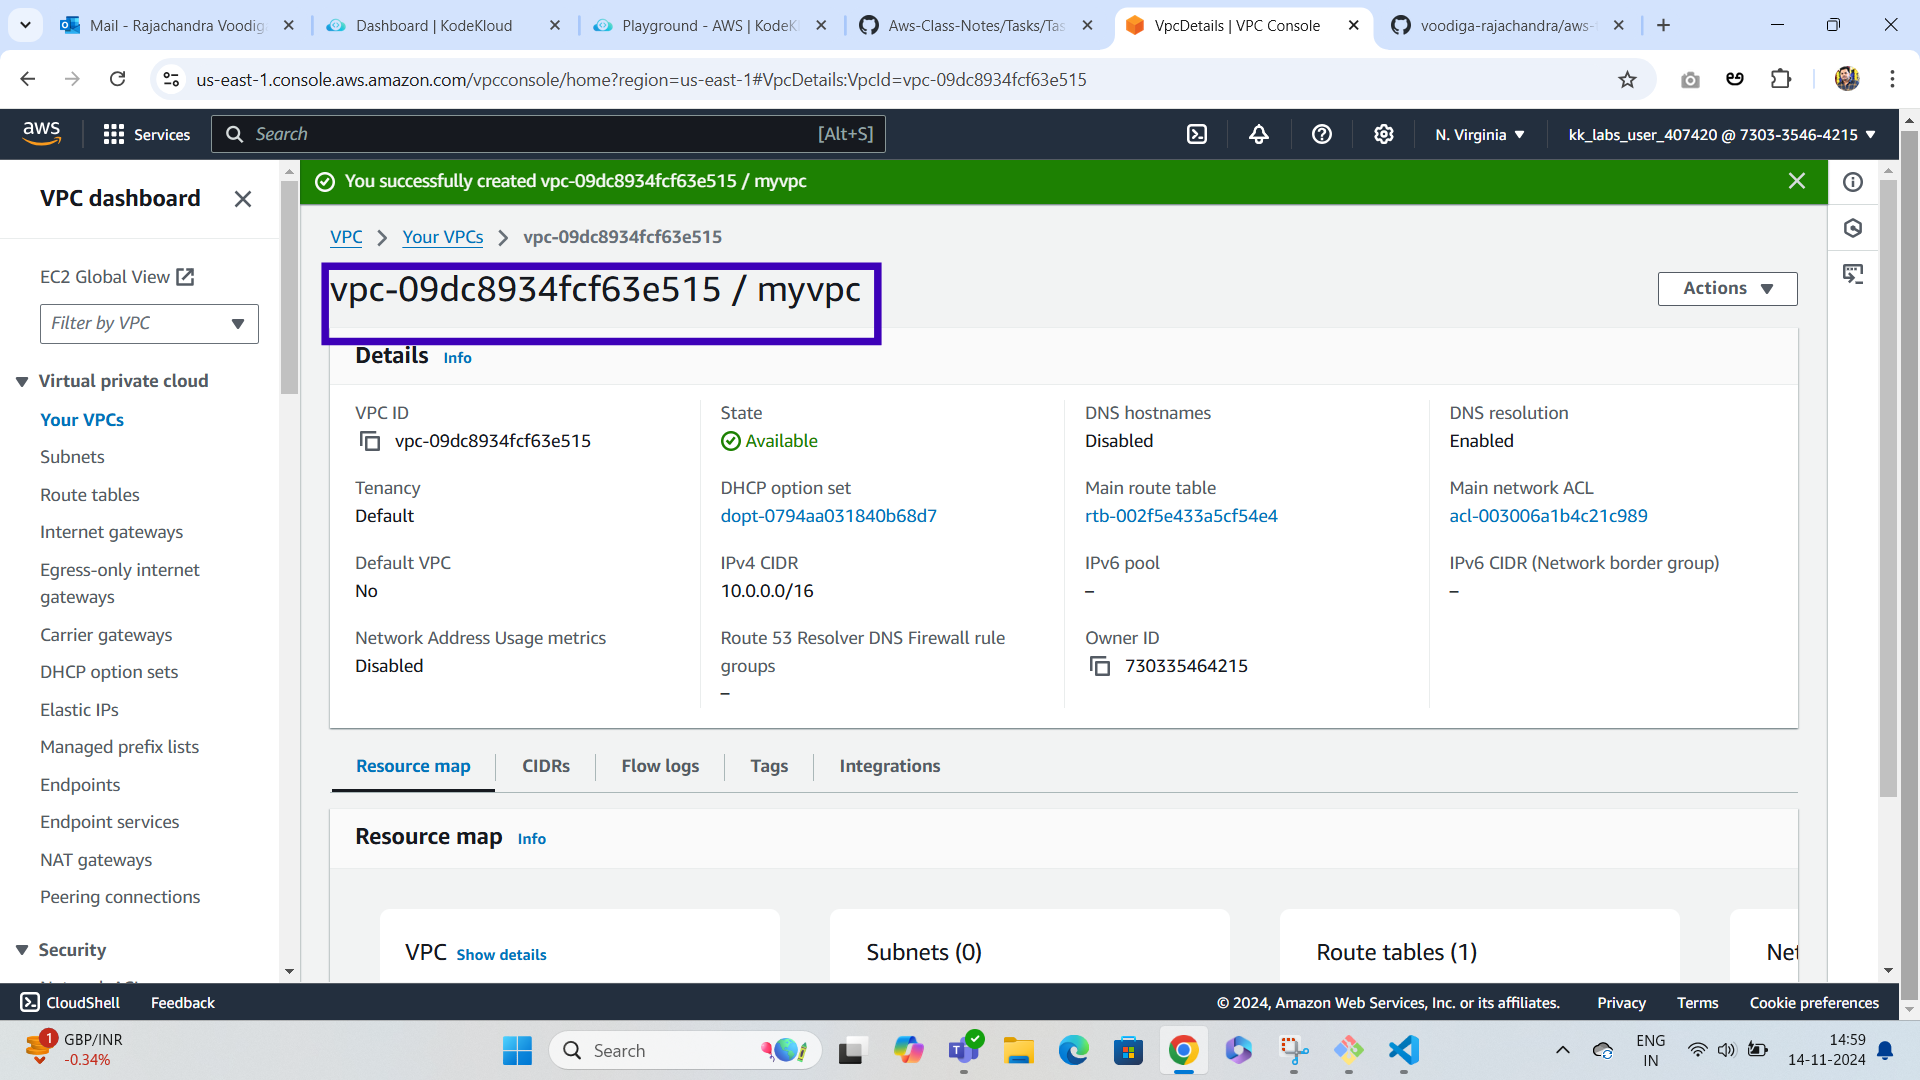 Mail - Rajachandra Voodig
Dashboard | KodeKloud
Playground - AWS | KodeKl
Aws-Class-Notes/Tasks/Tas
VpcDetails | VPC Console
voodiga-rajachandra/aws-
us-east-1.console.aws.amazon.com/vpcconsole/home?region=us-east-1#VpcDetails:VpcId=vpc-09dc8934fcf63e515
aws
Services
Search
[Alt+S]
N. Virginia
kk_labs_user_407420 @ 7303-3546-4215
VPC dashboard
EC2 Global View
Filter by VPC
Virtual private cloud
Your VPCs
Subnets
Route tables
Internet gateways
Egress-only internet
gateways
Carrier gateways
DHCP option sets
Elastic IPs
Managed prefix lists
Endpoints
Endpoint services
NAT gateways
Peering connections
Security
You successfully created vpc-09dc8934fcf63e515 / myvpc
VPC
Your VPCs
vpc-09dc8934fcf63e515
vpc-09dc8934fcf63e515 / myvpc
Actions
Details Info
VPC ID
vpc-09dc8934fcf63e515
State
Available
DNS hostnames
Disabled
DNS resolution
Enabled
Tenancy
Default
DHCP option set
dopt-0794aa031840b68d7
Main route table
rtb-002f5e433a5cf54e4
Main network ACL
acl-003006a1b4c21c989
Default VPC
No
IPv4 CIDR
10.0.0.0/16
IPv6 pool
–
IPv6 CIDR (Network border group)
–
Network Address Usage metrics
Disabled
Route 53 Resolver DNS Firewall rule
groups
–
Owner ID
730335464215
Resource map
CIDRs
Flow logs
Tags
Integrations
Resource map Info
VPC Show details
Subnets (0)
Route tables (1)
Net
CloudShell
Feedback
© 2024, Amazon Web Services, Inc. or its affiliates.
Privacy
Terms
Cookie preferences
1
GBP/INR
-0.34%
Search
ENG
IN
14:59
14-11-2024